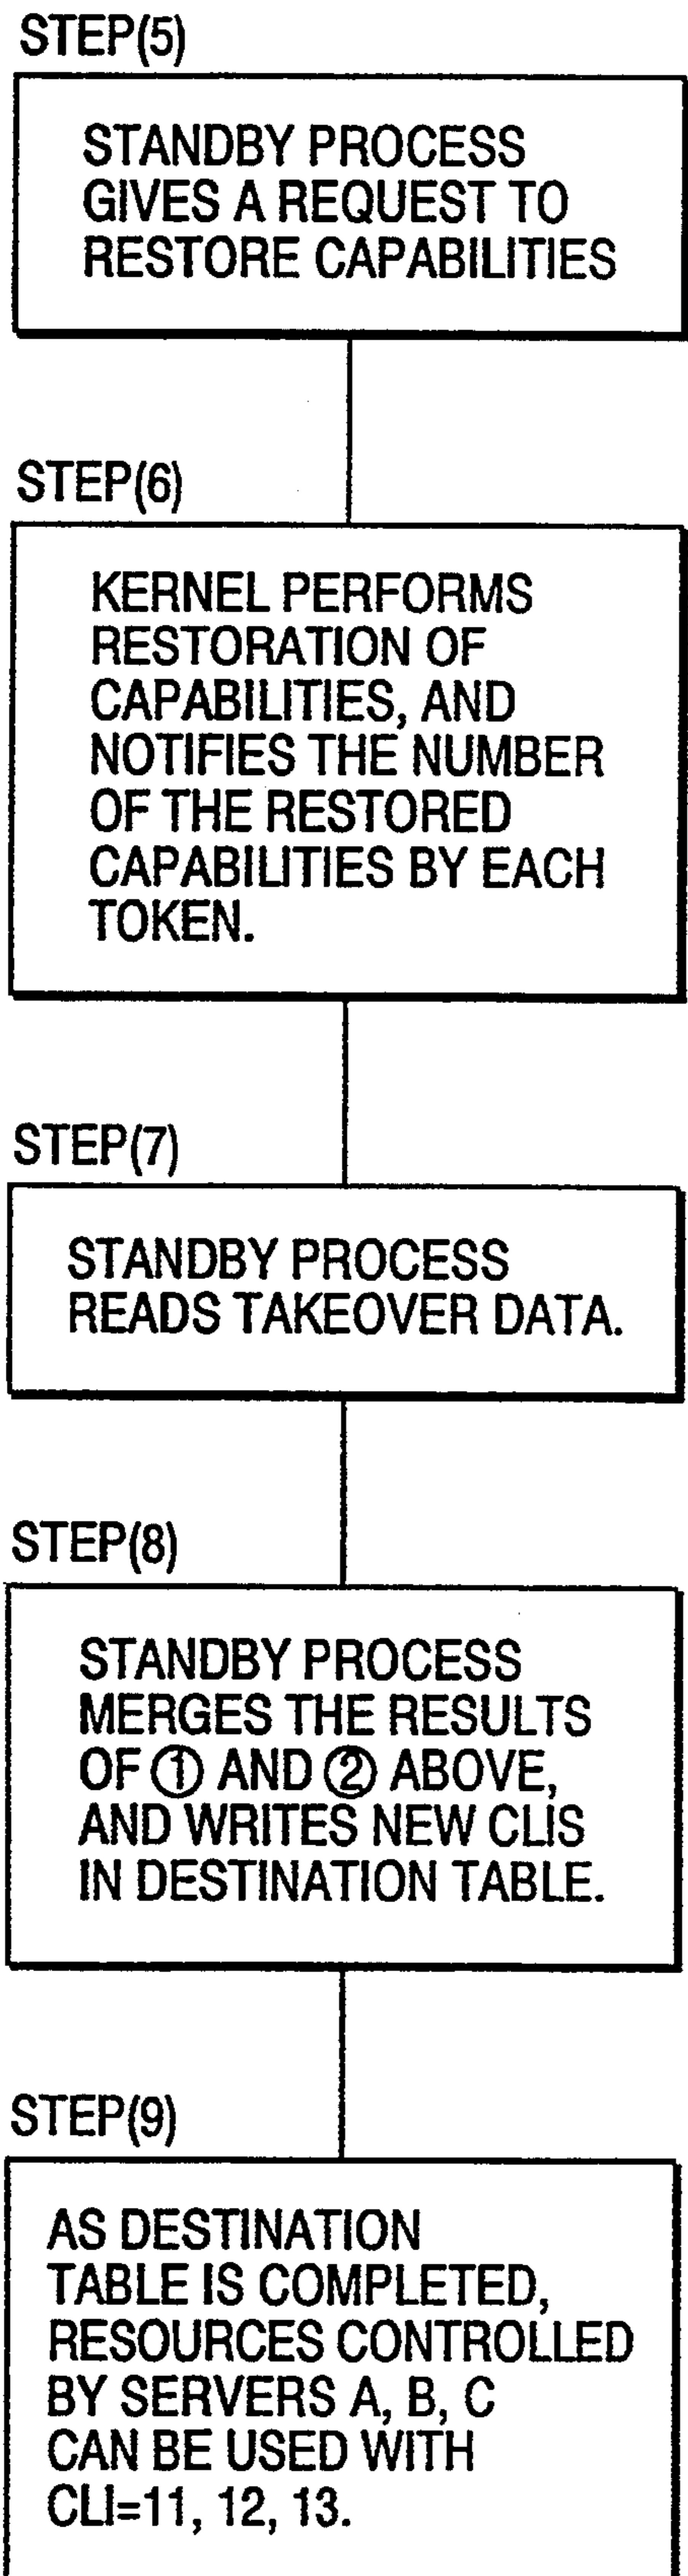 STEP(5)
STANDBY PROCESS
GIVES A REQUEST TO
RESTORE CAPABILITIES
STEP(6)
KERNEL PERFORMS
RESTORATION OF
CAPABILITIES, AND
NOTIFIES THE NUMBER
OF THE RESTORED
CAPABILITIES BY EACH
TOKEN.
STEP(7)
STANDBY PROCESS
READS TAKEOVER DATA.
STEP(8)
STANDBY PROCESS
MERGES THE RESULTS
OF ① AND ② ABOVE,
AND WRITES NEW CLIS
IN DESTINATION TABLE.
STEP(9)
AS DESTINATION
TABLE IS COMPLETED,
RESOURCES CONTROLLED
BY SERVERS A, B, C
CAN BE USED WITH
CLI=11, 12, 13.